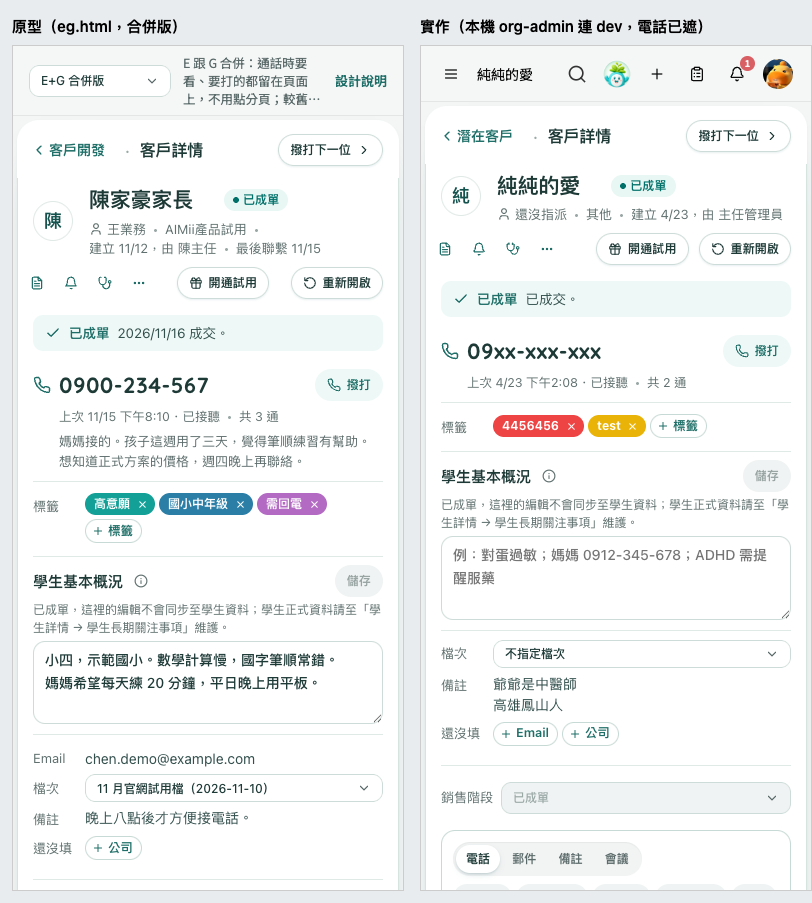 原型（eg.html，合併版）
E+G 合併版
E 跟 G 合併：通話時要
看、要打的都留在頁面
上，不用點分頁；較舊…
設計說明
客戶開發 · 客戶詳情
撥打下一位
陳
陳家豪家長
已成單
王業務 • AIMii產品試用 •
建立 11/12，由 陳主任 • 最後聯繫 11/15
開通試用
重新開啟
已成單 2026/11/16 成交。
0900-234-567
撥打
上次 11/15 下午8:10 · 已接聽 • 共 3 通
媽媽接的。孩子這週用了三天，覺得筆順練習有幫助。
想知道正式方案的價格，週四晚上再聯絡。
標籤
高意願 ×
國小中年級 ×
需回電 ×
+ 標籤
學生基本概況
儲存
已成單，這裡的編輯不會同步至學生資料；學生正式資料請至「學
生詳情 → 學生長期關注事項」維護。
小四，示範國小。數學計算慢，國字筆順常錯。
媽媽希望每天練 20 分鐘，平日晚上用平板。
Email chen.demo@example.com
檔次 11 月官網試用檔（2026-11-10）
備註 晚上八點後才方便接電話。
還沒填 + 公司
實作（本機 org-admin 連 dev，電話已遮）
純純的愛
1
潛在客戶 · 客戶詳情
撥打下一位
純
純純的愛
已成單
還沒指派 • 其他 • 建立 4/23，由 主任管理員
開通試用
重新開啟
已成單 已成交。
09xx-xxx-xxx
撥打
上次 4/23 下午2:08 · 已接聽 • 共 2 通
標籤
4456456 ×
test ×
+ 標籤
學生基本概況
儲存
已成單，這裡的編輯不會同步至學生資料；學生正式資料請至「學
生詳情 → 學生長期關注事項」維護。
例：對蛋過敏；媽媽 0912-345-678；ADHD 需提
醒服藥
檔次 不指定檔次
備註 爺爺是中醫師
高雄鳳山人
還沒填 + Email + 公司
銷售階段 已成單
電話 郵件 備註 會議